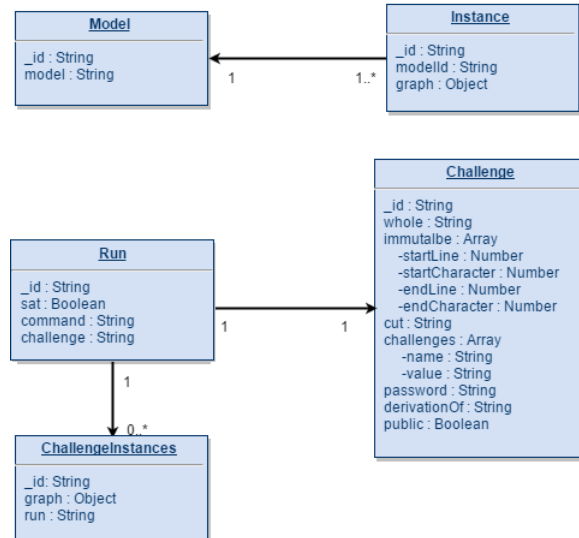 Model
_id : String
model : String
Instance
_id : String
modelId : String
graph : Object
1
1..*
Challenge
_id : String
whole : String
immutalbe : Array
-startLine : Number
-startCharacter : Number
-endLine : Number
-endCharacter : Number
cut : String
challenges : Array
-name : String
-value : String
password : String
derivationOf : String
public : Boolean
Run
_id : String
sat : Boolean
command : String
challenge : String
1
1
1
0..*
ChallengeInstances
_id: String
graph : Object
run : String